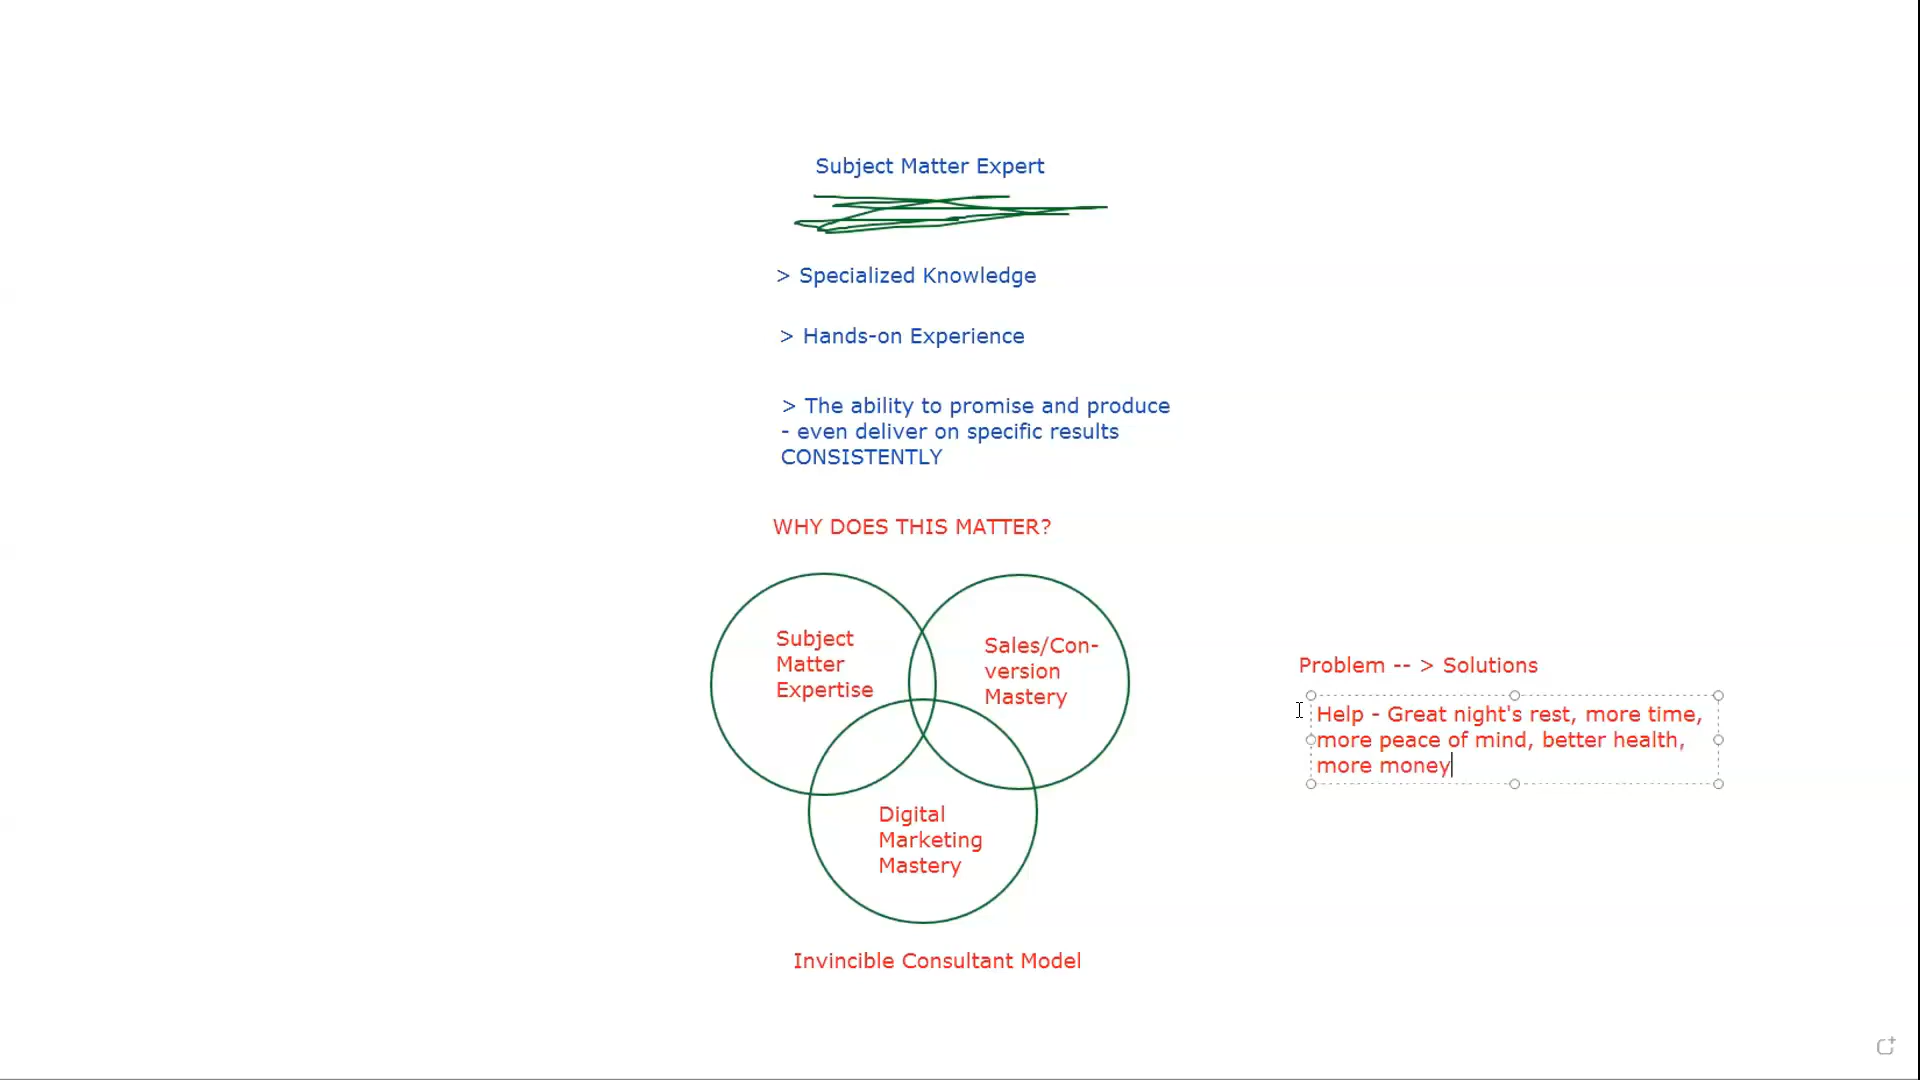 Subject Matter Expert
> Specialized Knowledge
> Hands-on Experience
> The ability to promise and produce
- even deliver on specific results
CONSISTENTLY
WHY DOES THIS MATTER?
Subject
Matter
Expertise
Sales/Con-
version
Mastery
Digital
Marketing
Mastery
Invincible Consultant Model
Problem -- > Solutions
Help - Great night's rest, more time,
more peace of mind, better health,
more money